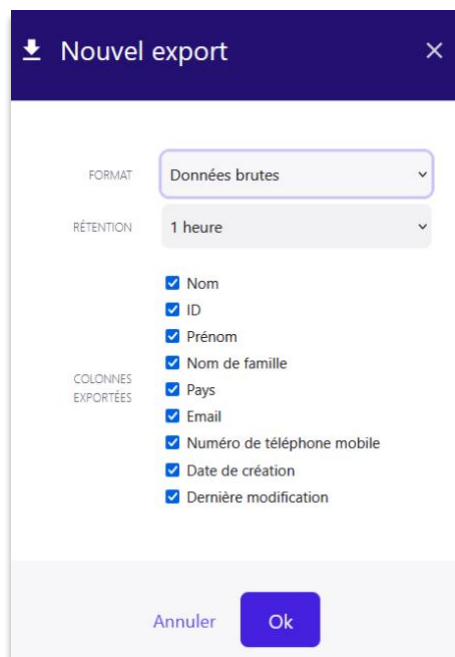 Nouvel export
FORMAT Données brutes
RÉTENTION 1 heure
Nom
ID
Prénom
Nom de famille
COLONNES
EXPORTÉES
Pays
Email
Numéro de téléphone mobile
Date de création
Dernière modification
Annuler Ok